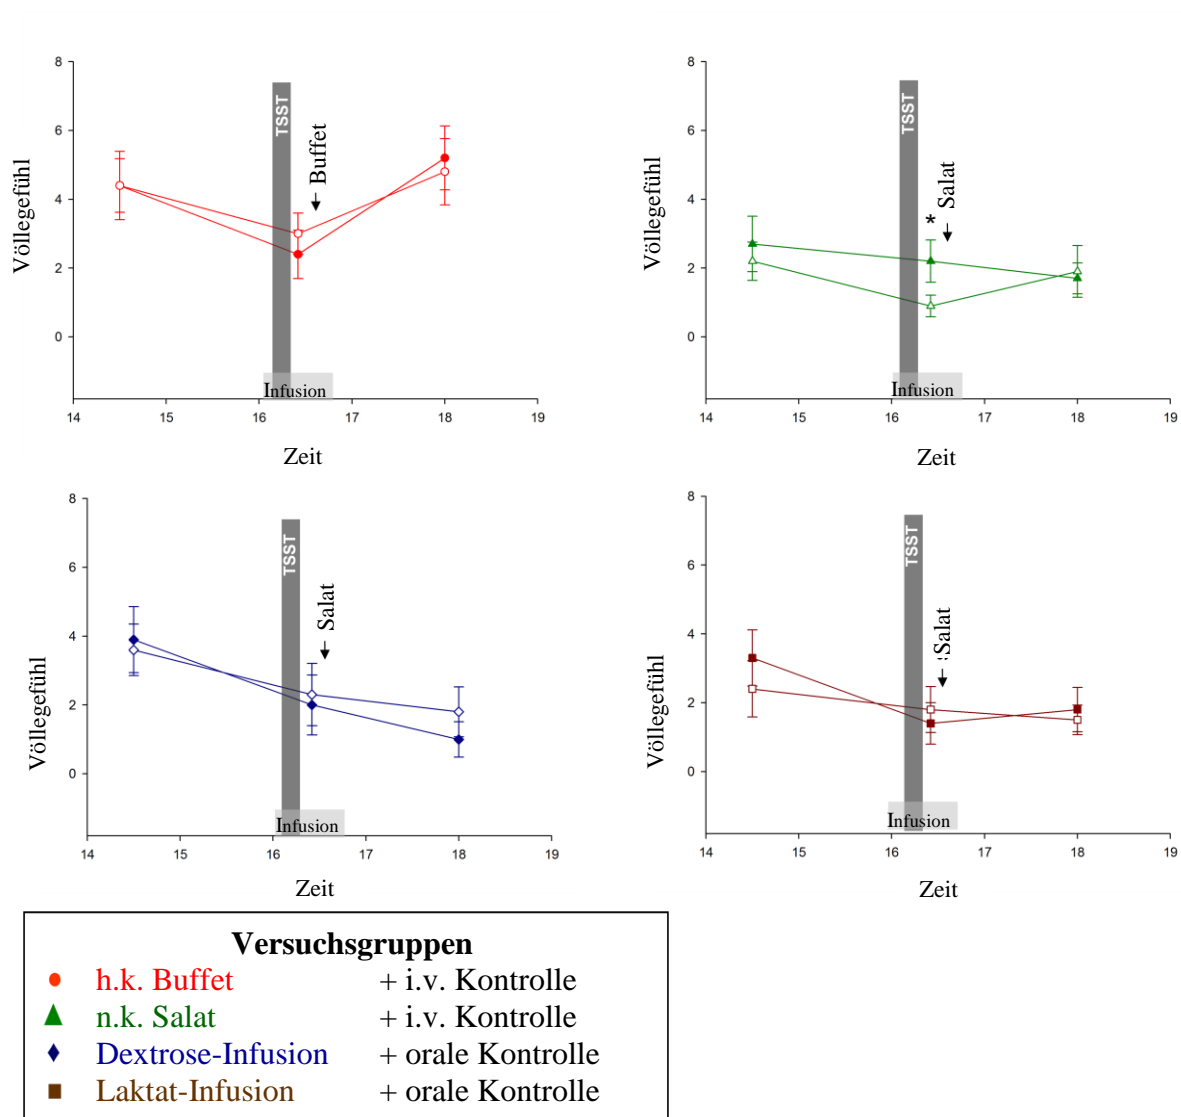 8
6
4
2
0
Völlegefühl
TSST
Buffet
Infusion
14 15 16 17 18 19
Zeit
8
6
4
2
0
Völlegefühl
TSST
*
Salat
Infusion
14 15 16 17 18 19
Zeit
8
6
4
2
0
Völlegefühl
TSST
Salat
Infusion
14 15 16 17 18 19
Zeit
8
6
4
2
0
Völlegefühl
TSST
Salat
Infusion
14 15 16 17 18 19
Zeit
Versuchsgruppen
h.k. Buffet + i.v. Kontrolle
n.k. Salat + i.v. Kontrolle
Dextrose-Infusion + orale Kontrolle
Laktat-Infusion + orale Kontrolle